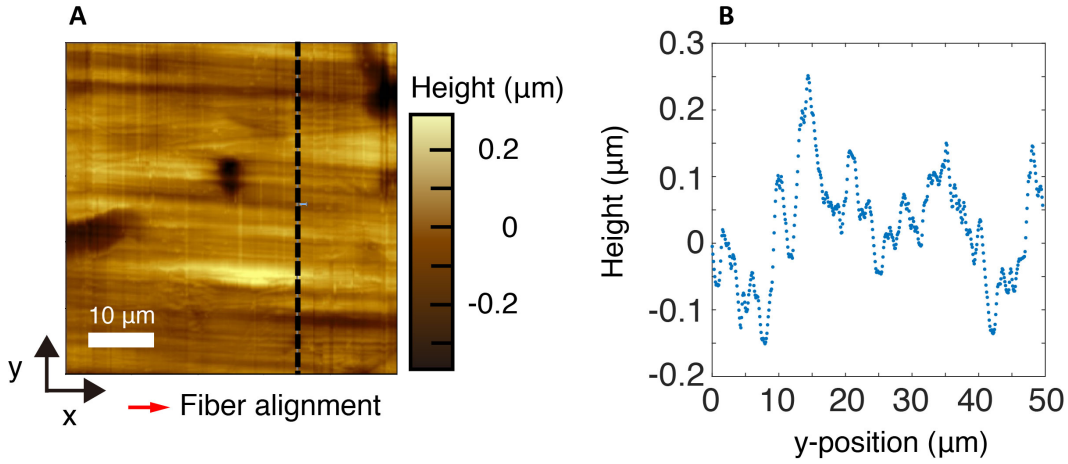 A
Height (µm)
0.2
0
-0.2
10 µm
y
x
Fiber alignment
B
Height (µm)
0.3
0.2
0.1
0
-0.1
-0.2
0 10 20 30 40 50
y-position (µm)